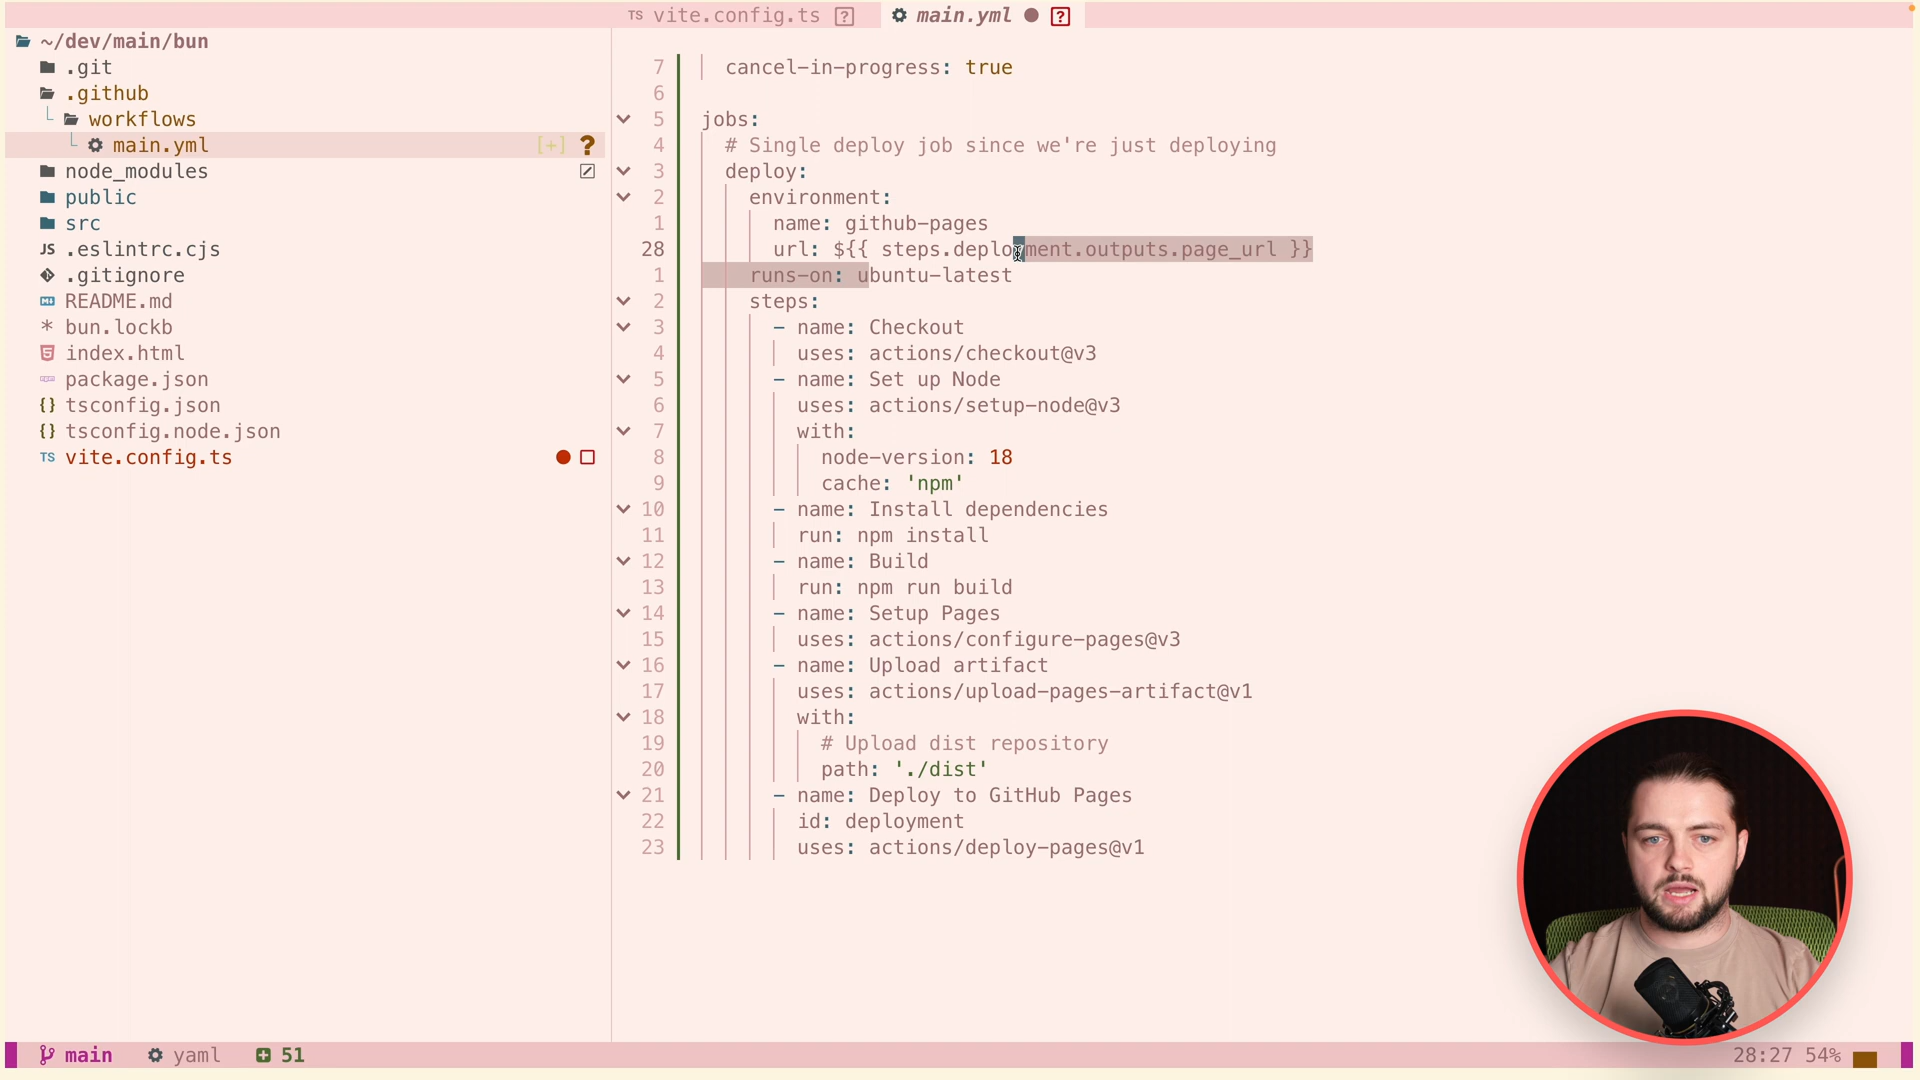 TS vite.config.ts ?
main.yml ?
~/dev/main/bun
.git
.github
workflows
main.yml [+] ?
node_modules
public
src
JS .eslintrc.cjs
.gitignore
README.md
* bun.lockb
index.html
package.json
{} tsconfig.json
{} tsconfig.node.json
TS vite.config.ts
7 cancel-in-progress: true
6
5 jobs:
4 # Single deploy job since we're just deploying
3 deploy:
2 environment:
1 name: github-pages
28 url: ${{ steps.deployment.outputs.page_url }}
1 runs-on: ubuntu-latest
2 steps:
3 - name: Checkout
4 uses: actions/checkout@v3
5 - name: Set up Node
6 uses: actions/setup-node@v3
7 with:
8 node-version: 18
9 cache: 'npm'
10 - name: Install dependencies
11 run: npm install
12 - name: Build
13 run: npm run build
14 - name: Setup Pages
15 uses: actions/configure-pages@v3
16 - name: Upload artifact
17 uses: actions/upload-pages-artifact@v1
18 with:
19 # Upload dist repository
20 path: './dist'
21 - name: Deploy to GitHub Pages
22 id: deployment
23 uses: actions/deploy-pages@v1
main yaml 51
28:27 54%